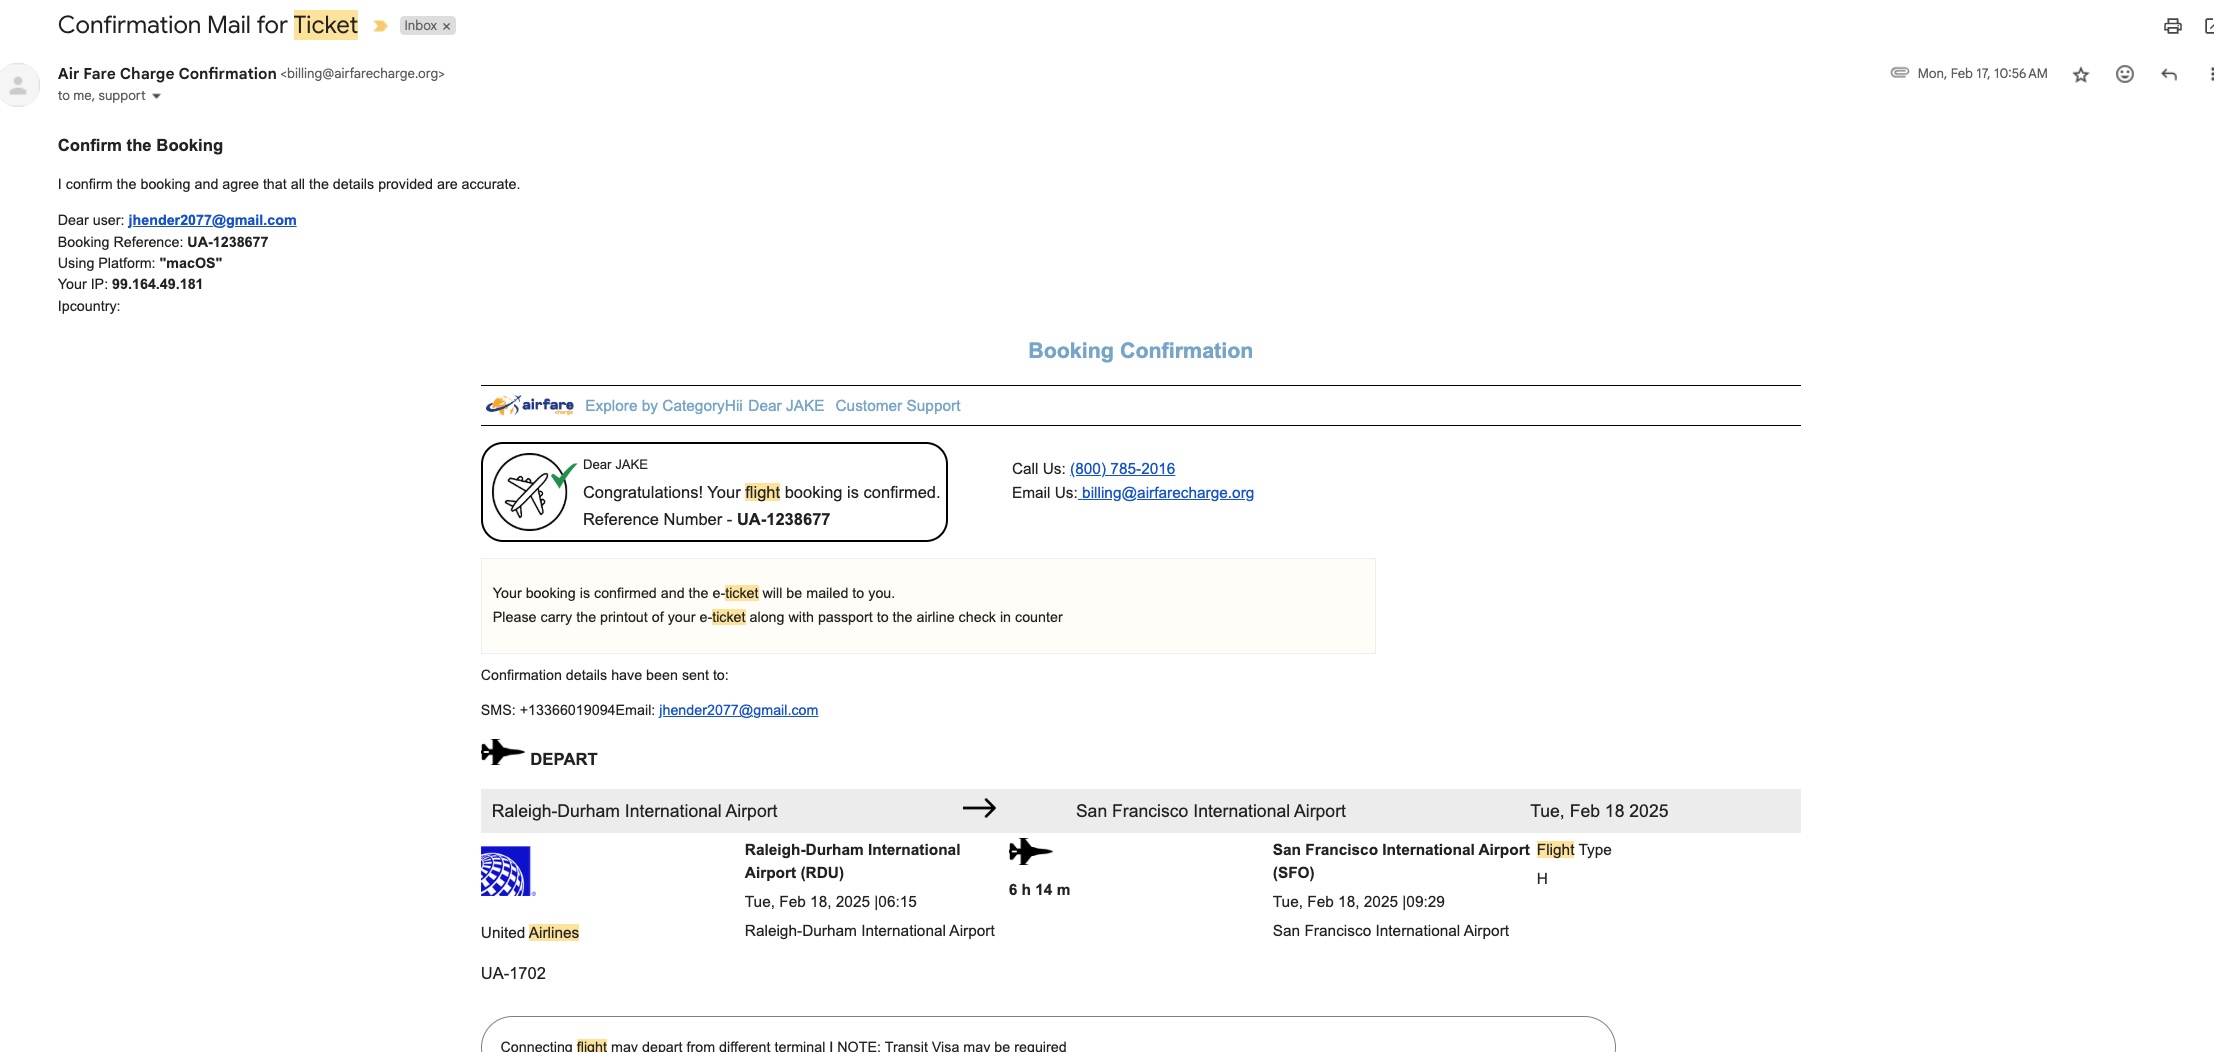 Confirmation Mail for Ticket
Inbox ×
Air Fare Charge Confirmation <billing@airfarecharge.org>
Mon, Feb 17, 10:56 AM
to me, support
Confirm the Booking
I confirm the booking and agree that all the details provided are accurate.
Dear user: jhender2077@gmail.com
Booking Reference: UA-1238677
Using Platform: "macOS"
Your IP: 99.164.49.181
Ipcountry:
Booking Confirmation
airfare charge Explore by CategoryHii Dear JAKE Customer Support
Dear JAKE
Congratulations! Your flight booking is confirmed.
Reference Number - UA-1238677
Call Us: (800) 785-2016
Email Us: billing@airfarecharge.org
Your booking is confirmed and the e-ticket will be mailed to you.
Please carry the printout of your e-ticket along with passport to the airline check in counter
Confirmation details have been sent to:
SMS: +13366019094Email: jhender2077@gmail.com
DEPART
Raleigh-Durham International Airport → San Francisco International Airport Tue, Feb 18 2025
United Airlines
UA-1702
Raleigh-Durham International
Airport (RDU)
Tue, Feb 18, 2025 |06:15
Raleigh-Durham International Airport
6 h 14 m
San Francisco International Airport
(SFO)
Tue, Feb 18, 2025 |09:29
San Francisco International Airport
Flight Type
H
Connecting flight may depart from different terminal | NOTE: Transit Visa may be required